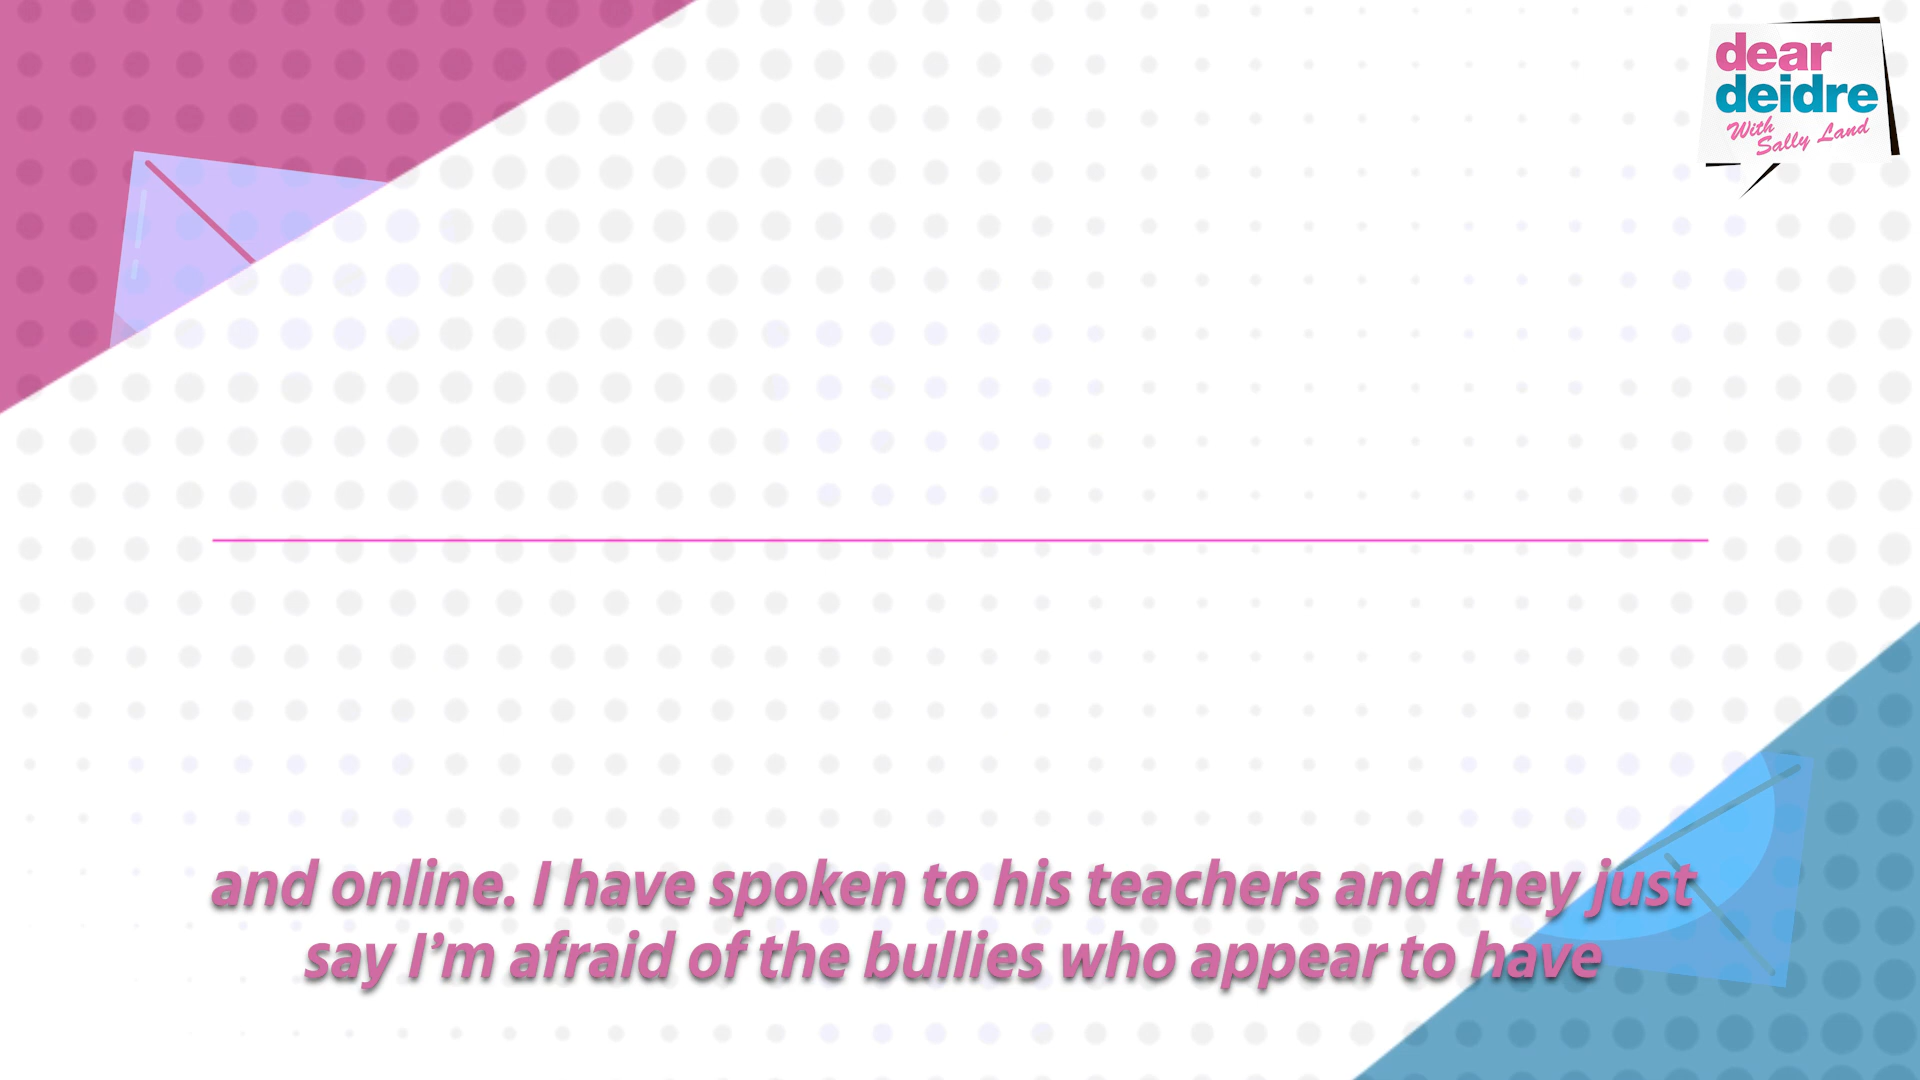 dear
deidre
With
Sally Land
and online. I have spoken to his teachers and they just
say I’m afraid of the bullies who appear to have